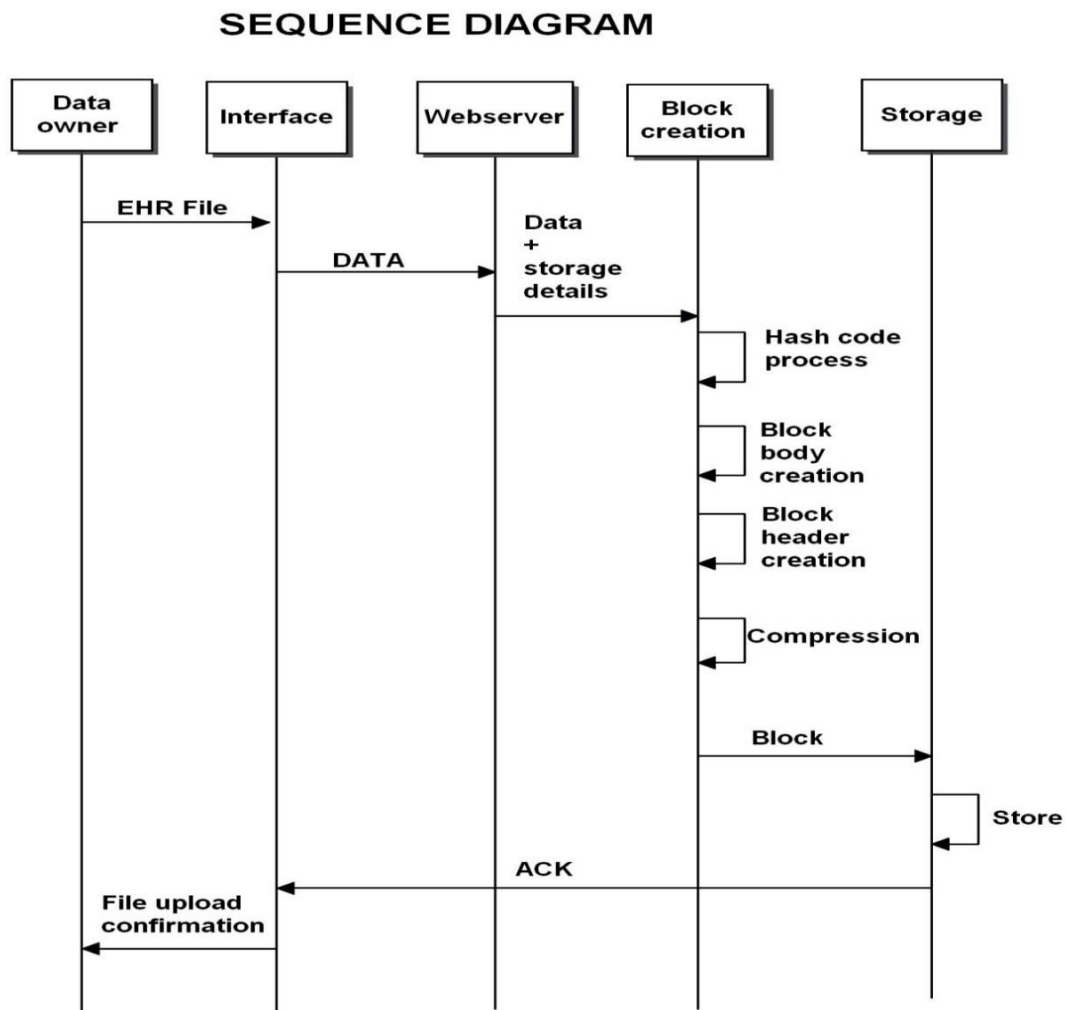 SEQUENCE DIAGRAM
Data
owner
Interface
Webserver
Block
creation
Storage
EHR File
DATA
Data
+
storage
details
Hash code
process
Block
body
creation
Block
header
creation
Compression
Block
Store
ACK
File upload
confirmation